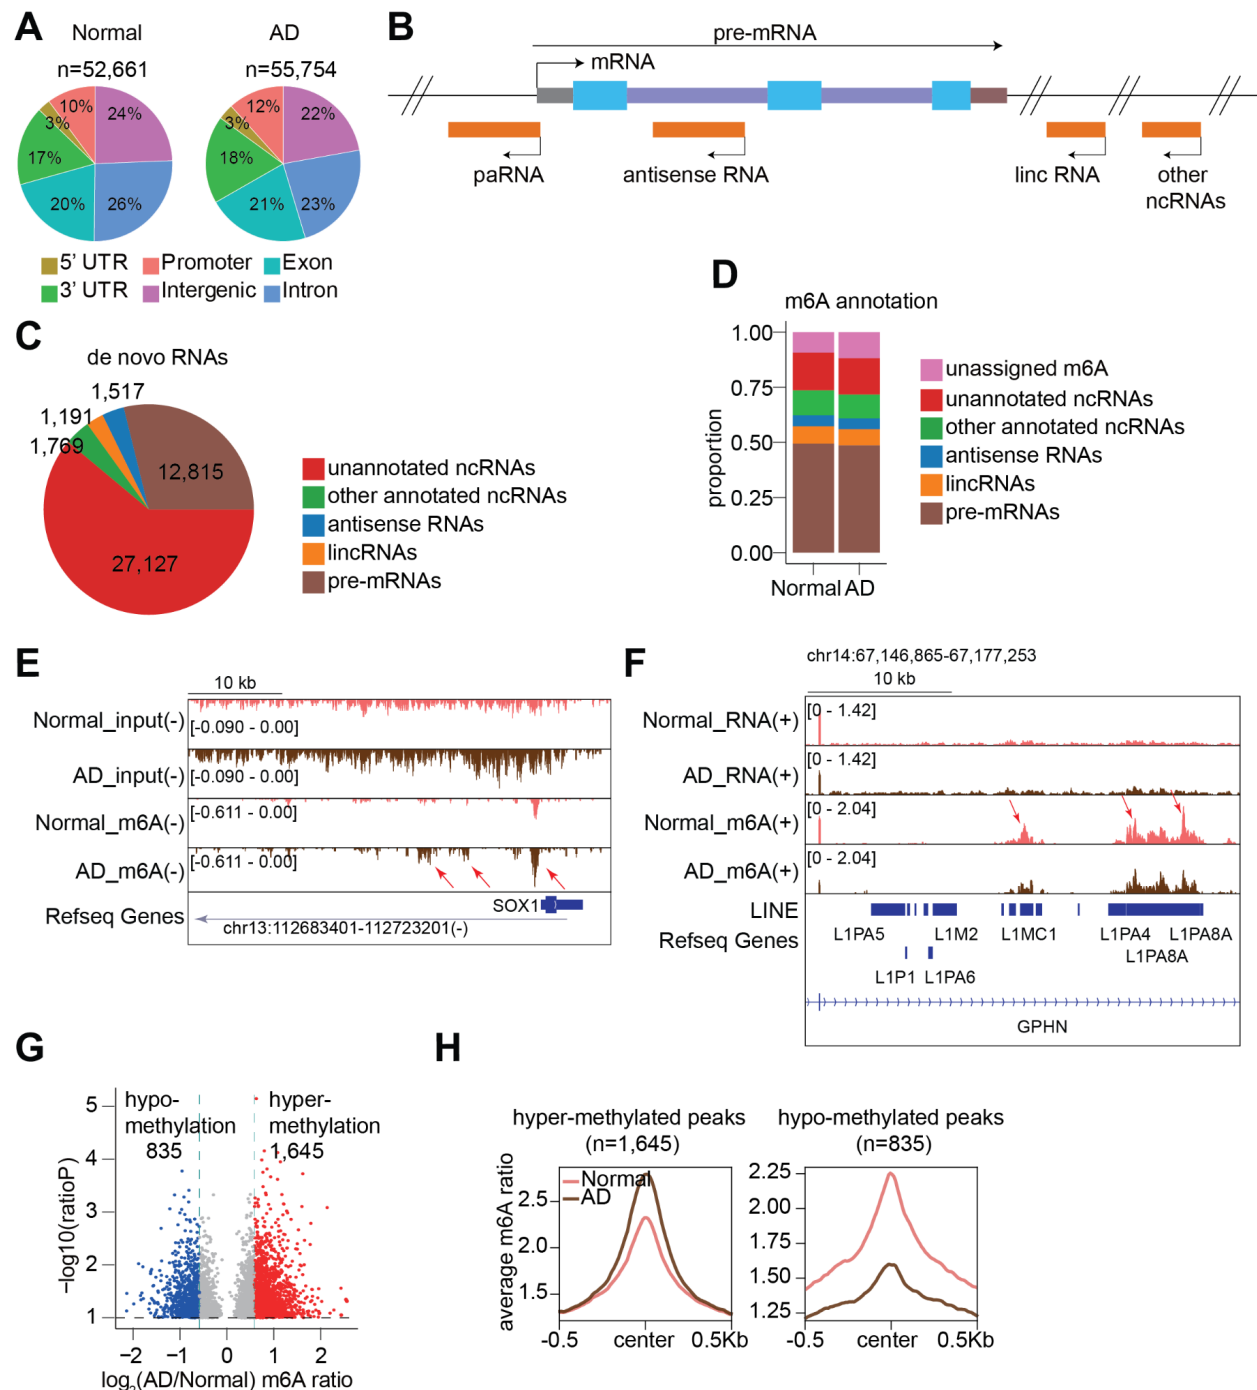 A
Normal
AD
n=52,661
n=55,754
10%
24%
3%
17%
20%
26%
12%
22%
3%
18%
21%
23%
5' UTR
Promoter
Exon
3' UTR
Intergenic
Intron
B
pre-mRNA
mRNA
paRNA
antisense RNA
linc RNA
other
ncRNAs
C
de novo RNAs
1,517
1,191
1,769
12,815
27,127
unannotated ncRNAs
other annotated ncRNAs
antisense RNAs
lincRNAs
pre-mRNAs
D
m6A annotation
proportion
1.00
0.75
0.50
0.25
0.00
Normal
AD
unassigned m6A
unannotated ncRNAs
other annotated ncRNAs
antisense RNAs
lincRNAs
pre-mRNAs
E
10 kb
Normal_input(-)
[-0.090 - 0.00]
AD_input(-)
[-0.090 - 0.00]
Normal_m6A(-)
[-0.611 - 0.00]
AD_m6A(-)
[-0.611 - 0.00]
Refseq Genes
SOX1
chr13:112683401-112723201(-)
F
chr14:67,146,865-67,177,253
10 kb
Normal_RNA(+)
[0 - 1.42]
AD_RNA(+)
[0 - 1.42]
Normal_m6A(+)
[0 - 2.04]
AD_m6A(+)
[0 - 2.04]
LINE
Refseq Genes
L1PA5
L1M2
L1MC1
L1PA4
L1PA8A
L1PA8A
L1P1
L1PA6
GPHN
G
hypo-
methylation
835
hyper-
methylation
1,645
−log10(ratioP)
5
4
3
2
1
−2
−1
0
1
2
log2(AD/Normal) m6A ratio
H
hyper-methylated peaks
(n=1,645)
Normal
AD
average m6A ratio
2.5
2.0
1.5
-0.5
center
0.5Kb
hypo-methylated peaks
(n=835)
2.25
2.00
1.75
1.50
1.25
-0.5
center
0.5Kb